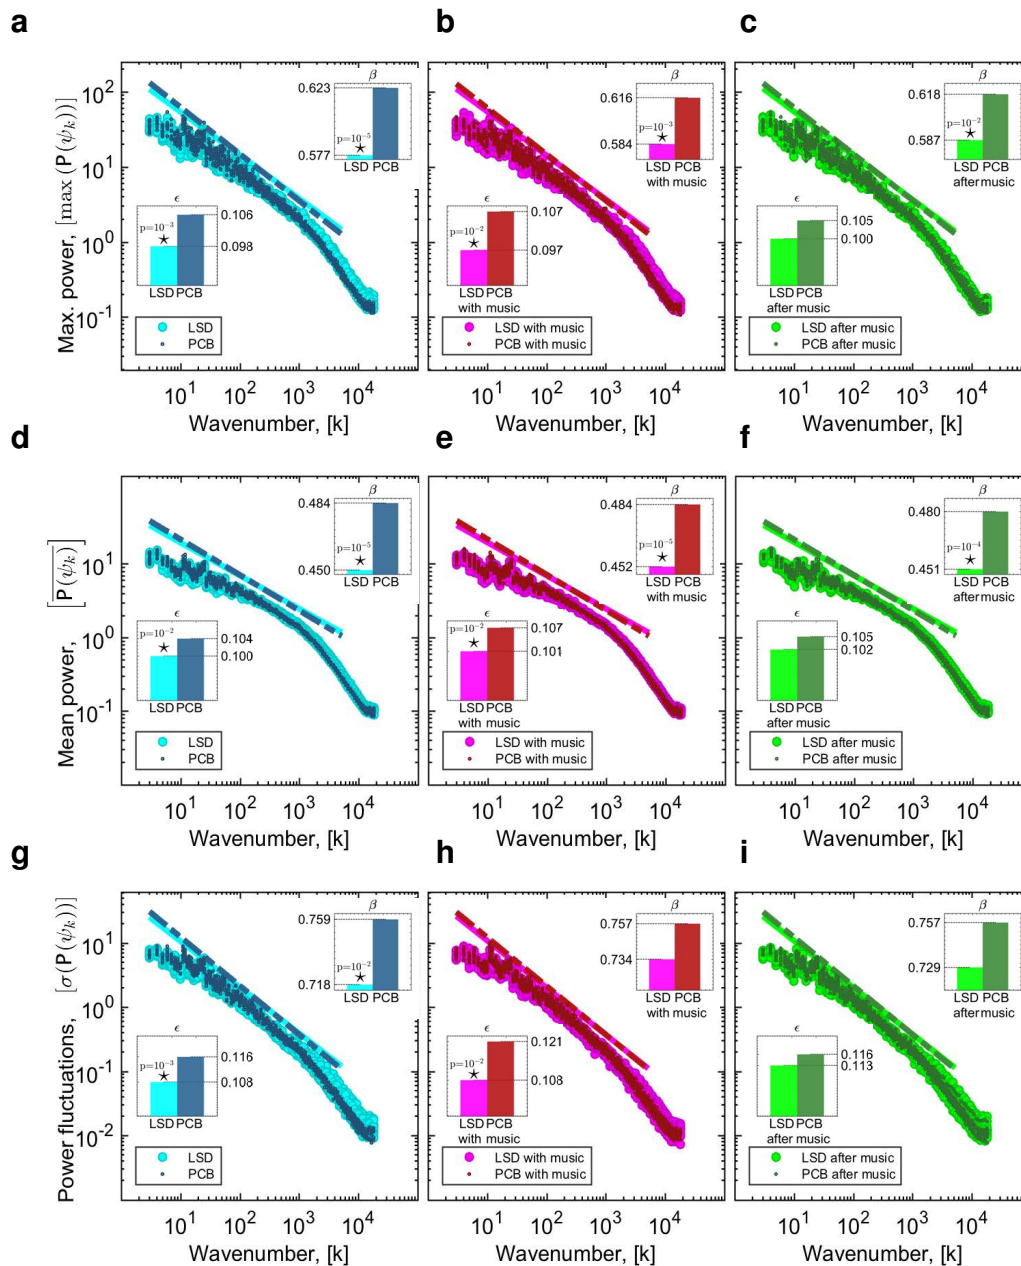 a
b
c
Max. power, [max (P(ψₖ))]
10²
10¹
10⁰
10⁻¹
β
0.623
p=10⁻⁵
★
0.577
LSD PCB
ϵ
p=10⁻³
★
0.106
0.098
LSD PCB
LSD
PCB
10¹ 10² 10³ 10⁴
Wavenumber, [k]
β
0.616
p=10⁻³
★
0.584
LSD PCB
with music
ϵ
p=10⁻²
★
0.107
0.097
LSD PCB
with music
LSD with music
PCB with music
10¹ 10² 10³ 10⁴
Wavenumber, [k]
β
0.618
p=10⁻²
★
0.587
LSD PCB
after music
ϵ
0.105
0.100
LSD PCB
after music
LSD after music
PCB after music
10¹ 10² 10³ 10⁴
Wavenumber, [k]
d
e
f
Mean power, [P(ψₖ)]
10¹
10⁰
10⁻¹
β
0.484
p=10⁻⁵
★
0.450
LSD PCB
ϵ
p=10⁻²
★
0.104
0.100
LSD PCB
LSD
PCB
10¹ 10² 10³ 10⁴
Wavenumber, [k]
β
0.484
p=10⁻⁵
★
0.452
LSD PCB
with music
ϵ
p=10⁻²
★
0.107
0.101
LSD PCB
with music
LSD with music
PCB with music
10¹ 10² 10³ 10⁴
Wavenumber, [k]
β
0.480
p=10⁻⁴
★
0.451
LSD PCB
after music
ϵ
0.105
0.102
LSD PCB
after music
LSD after music
PCB after music
10¹ 10² 10³ 10⁴
Wavenumber, [k]
g
h
i
Power fluctuations, [σ(P(ψₖ))]
10¹
10⁰
10⁻¹
10⁻²
β
0.759
p=10⁻²
★
0.718
LSD PCB
ϵ
p=10⁻³
★
0.116
0.108
LSD PCB
LSD
PCB
10¹ 10² 10³ 10⁴
Wavenumber, [k]
β
0.757
0.734
LSD PCB
with music
ϵ
p=10⁻²
★
0.121
0.108
LSD PCB
with music
LSD with music
PCB with music
10¹ 10² 10³ 10⁴
Wavenumber, [k]
β
0.757
0.729
LSD PCB
after music
ϵ
0.116
0.113
LSD PCB
after music
LSD after music
PCB after music
10¹ 10² 10³ 10⁴
Wavenumber, [k]